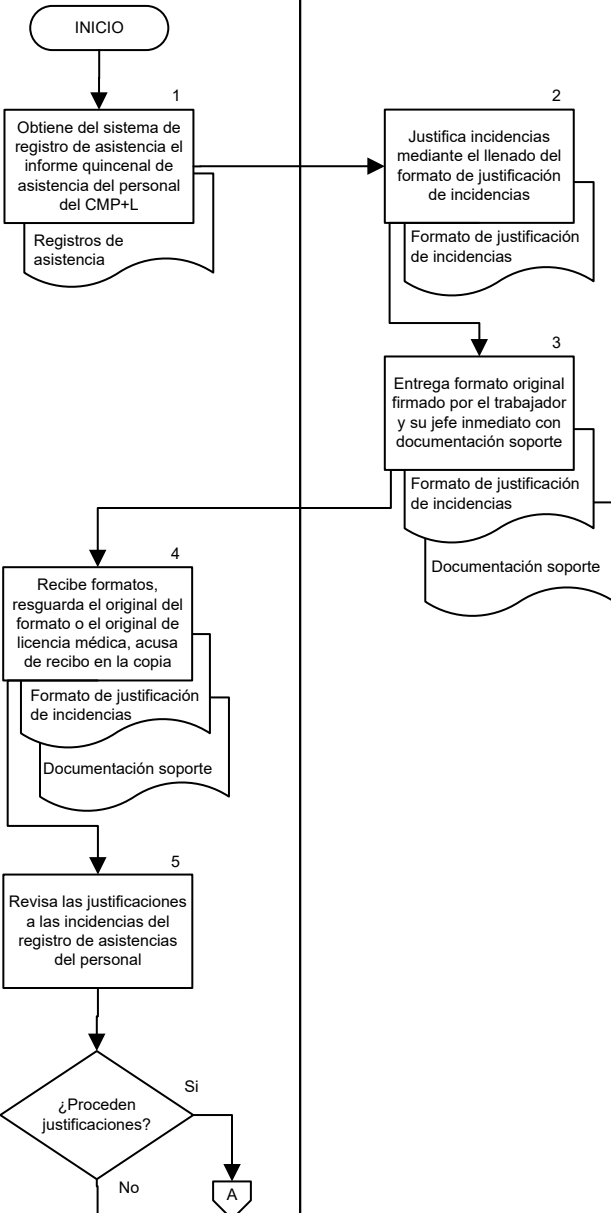 INICIO
1
Obtiene del sistema de
registro de asistencia el
informe quincenal de
asistencia del personal
del CMP+L
Registros de
asistencia
2
Justifica incidencias
mediante el llenado del
formato de justificación
de incidencias
Formato de justificación
de incidencias
3
Entrega formato original
firmado por el trabajador
y su jefe inmediato con
documentación soporte
Formato de justificación
de incidencias
Documentación soporte
4
Recibe formatos,
resguarda el original del
formato o el original de
licencia médica, acusa
de recibo en la copia
Formato de justificación
de incidencias
Documentación soporte
5
Revisa las justificaciones
a las incidencias del
registro de asistencias
del personal
¿Proceden
justificaciones?
Si
No
A